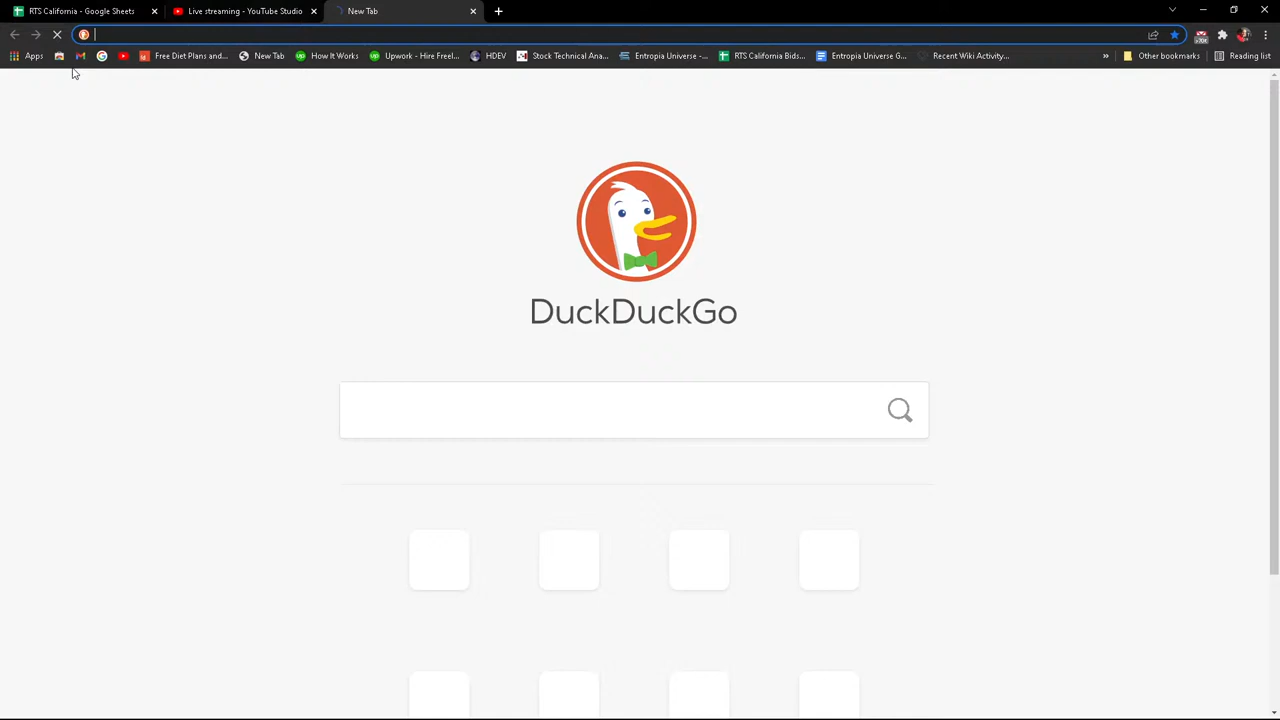 RTS California - Google Sheets Live streaming - YouTube Studio New Tab
Apps Free Diet Plans and... New Tab How It Works Upwork - Hire Freel... HDEV Stock Technical Ana... Entropia Universe -... RTS California Bids... Entropia Universe G... Recent Wiki Activity... » Other bookmarks Reading list
DuckDuckGo